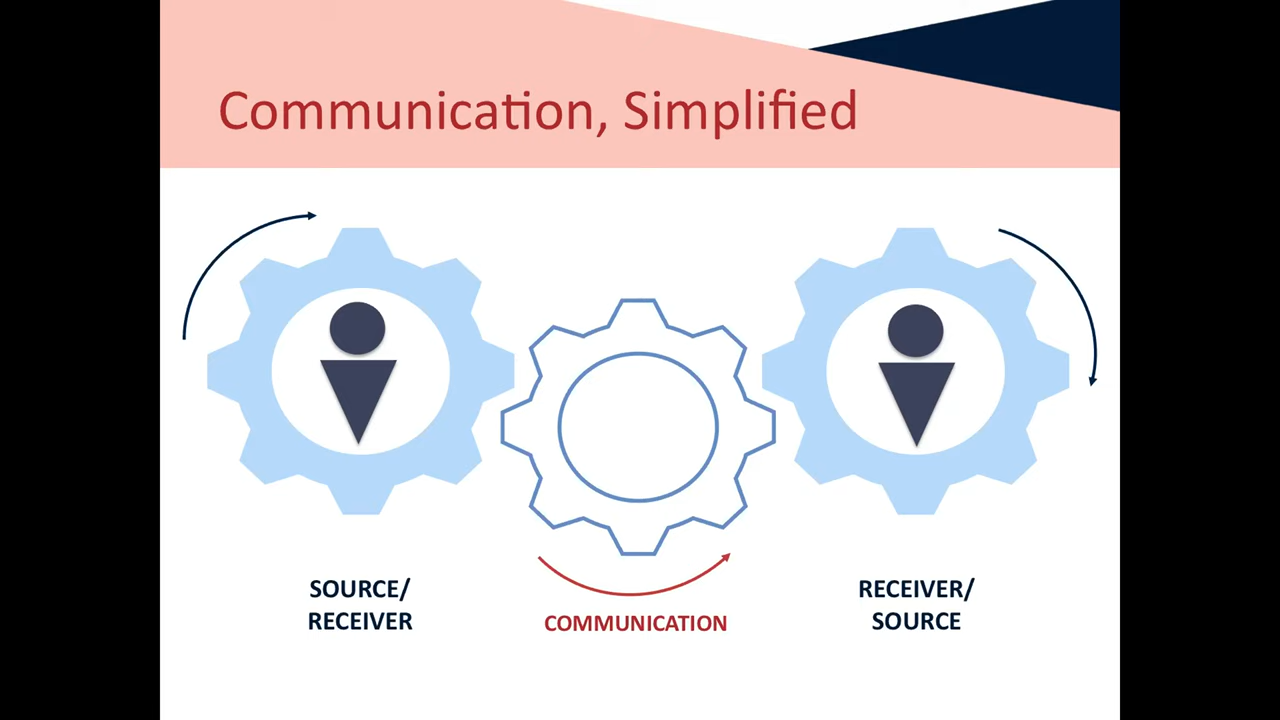 Communication, Simplified
SOURCE/
RECEIVER
COMMUNICATION
RECEIVER/
SOURCE